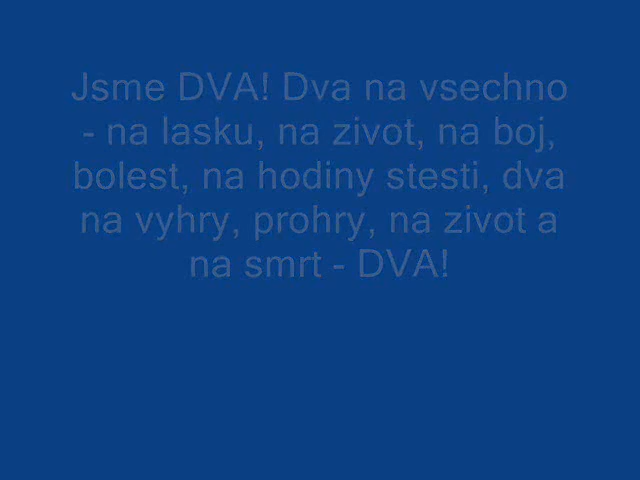 Jsme DVA! Dva na vsechno
- na lasku, na zivot, na boj,
bolest, na hodiny stesti, dva
na vyhry, prohry, na zivot a
na smrt - DVA!